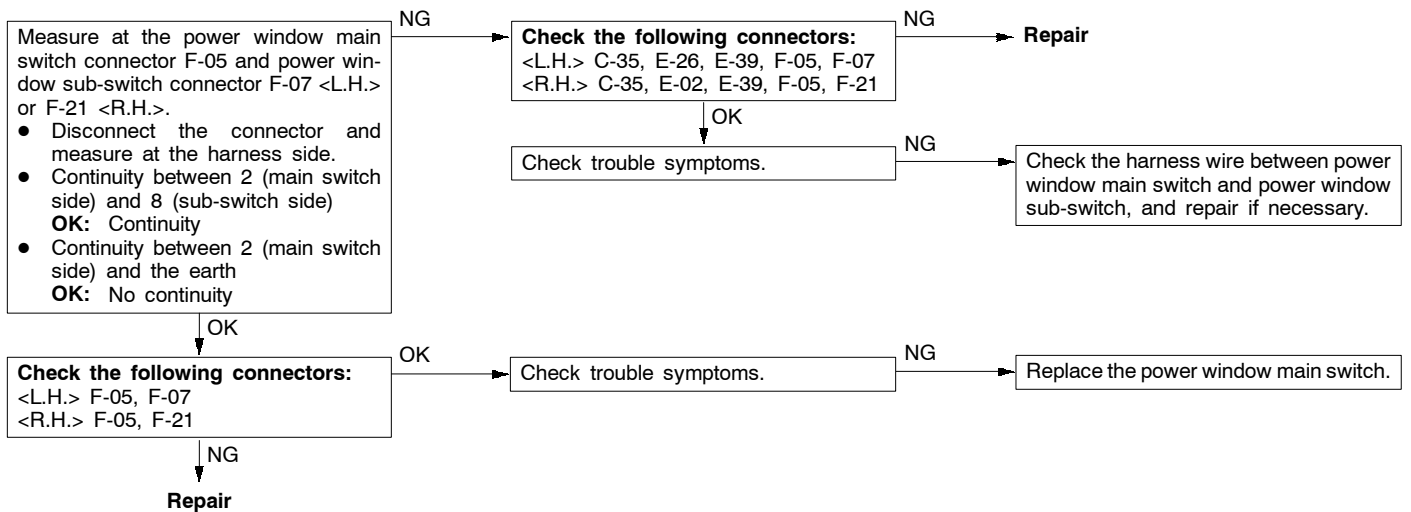 Measure at the power window main
switch connector F-05 and power win-
dow sub-switch connector F-07 <L.H.>
or F-21 <R.H.>.
● Disconnect the connector and
measure at the harness side.
● Continuity between 2 (main switch
side) and 8 (sub-switch side)
OK: Continuity
● Continuity between 2 (main switch
side) and the earth
OK: No continuity
NG
Check the following connectors:
<L.H.> C-35, E-26, E-39, F-05, F-07
<R.H.> C-35, E-02, E-39, F-05, F-21
NG
Repair
OK
Check trouble symptoms.
NG
Check the harness wire between power
window main switch and power window
sub-switch, and repair if necessary.
OK
Check the following connectors:
<L.H.> F-05, F-07
<R.H.> F-05, F-21
OK
Check trouble symptoms.
NG
Replace the power window main switch.
NG
Repair